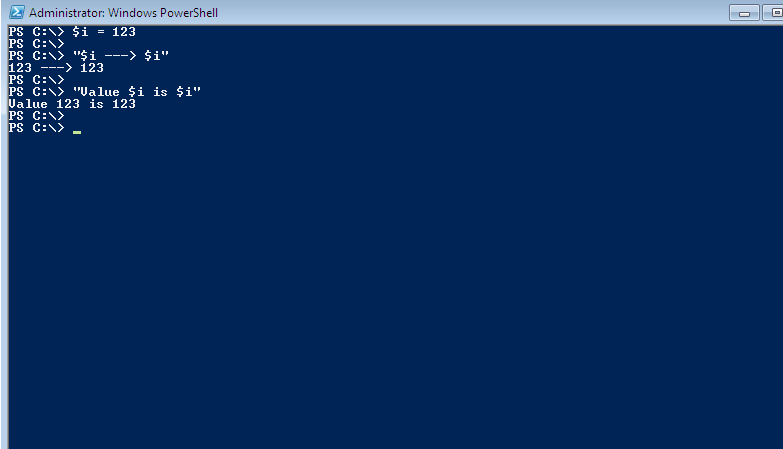 Administrator: Windows PowerShell
PS C:\> $i = 123
PS C:\>
PS C:\> "$i ---> $i"
123 ---> 123
PS C:\>
PS C:\> "Value $i is $i"
Value 123 is 123
PS C:\>
PS C:\> _